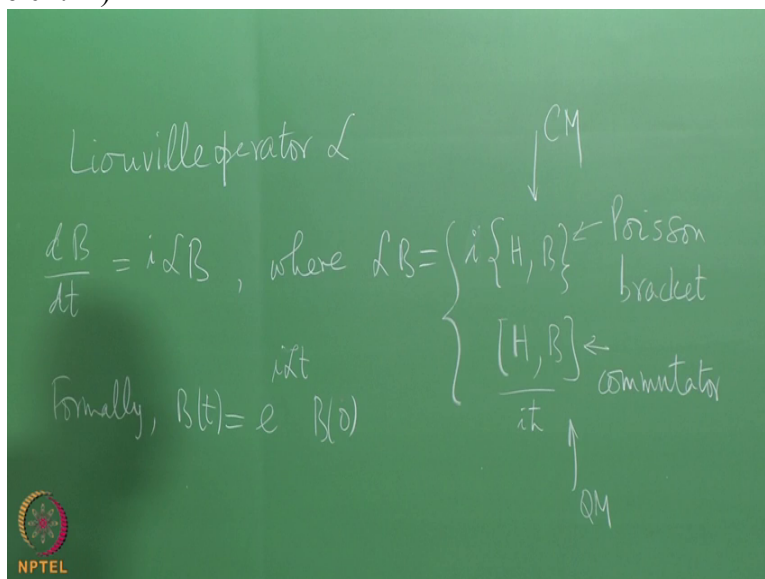 CM
Liouville operator L
dB/dt = iLB , where LB = { i{H, B} ← Poisson bracket
[H, B]/iħ ← commutator
Formally, B(t) = e^{iLt} B(0)
QM
NPTEL